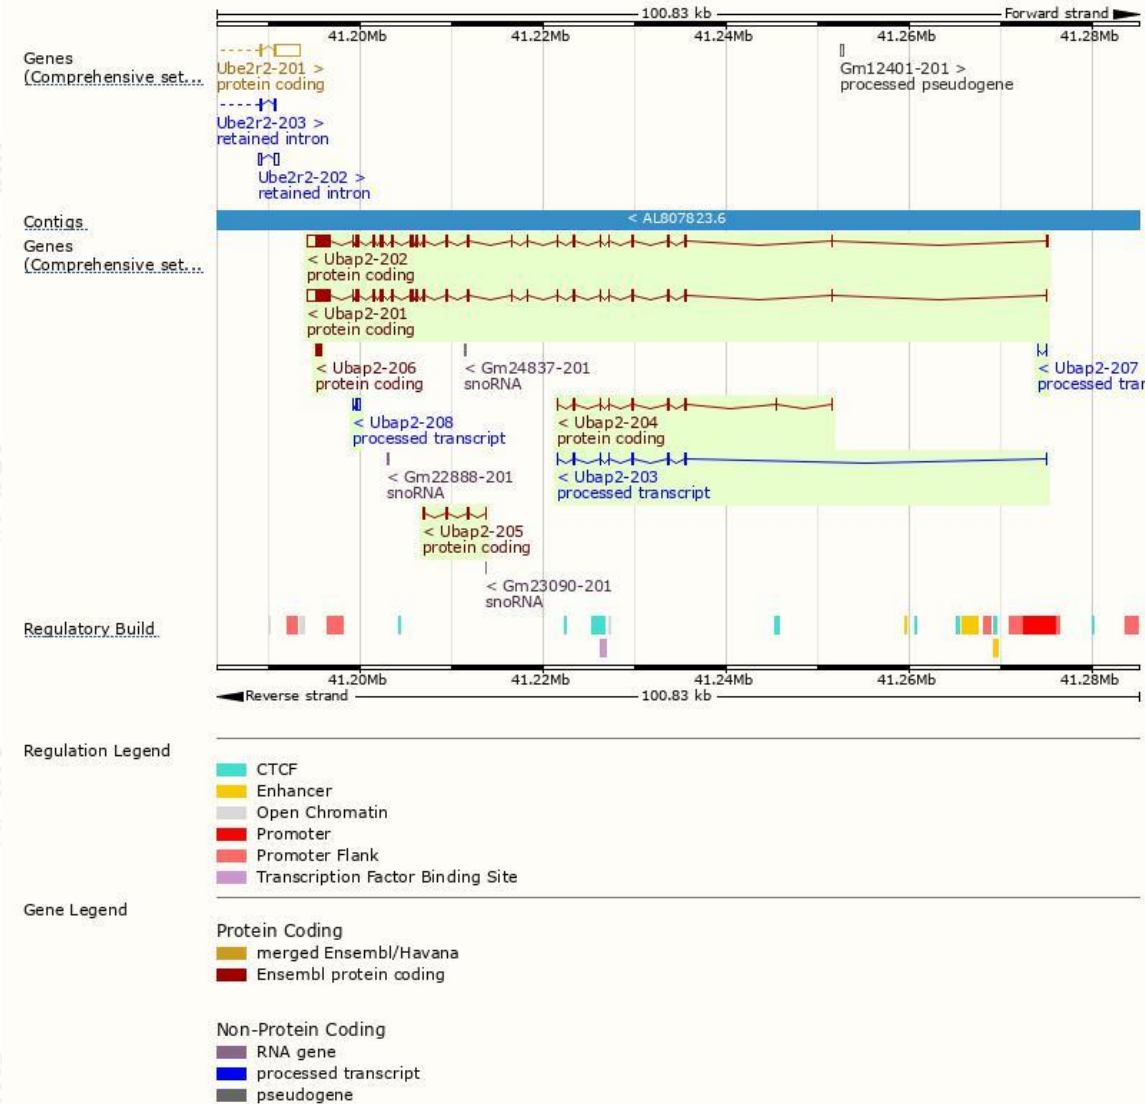 100.83 kb Forward strand
41.20Mb 41.22Mb 41.24Mb 41.26Mb 41.28Mb
Genes
(Comprehensive set...
Ube2r2-201 >
protein coding
Gm12401-201 >
processed pseudogene
Ube2r2-203 >
retained intron
Ube2r2-202 >
retained intron
Contigs
< AL807823.6
Genes
(Comprehensive set...
< Ubap2-202
protein coding
< Ubap2-201
protein coding
< Ubap2-206
protein coding
< Gm24837-201
snoRNA
< Ubap2-207
processed trar
< Ubap2-208
processed transcript
< Ubap2-204
protein coding
< Gm22888-201
snoRNA
< Ubap2-203
processed transcript
< Ubap2-205
protein coding
< Gm23090-201
snoRNA
Regulatory Build
41.20Mb 41.22Mb 41.24Mb 41.26Mb 41.28Mb
Reverse strand 100.83 kb
Regulation Legend
CTCF
Enhancer
Open Chromatin
Promoter
Promoter Flank
Transcription Factor Binding Site
Gene Legend
Protein Coding
merged Ensembl/Havana
Ensembl protein coding
Non-Protein Coding
RNA gene
processed transcript
pseudogene